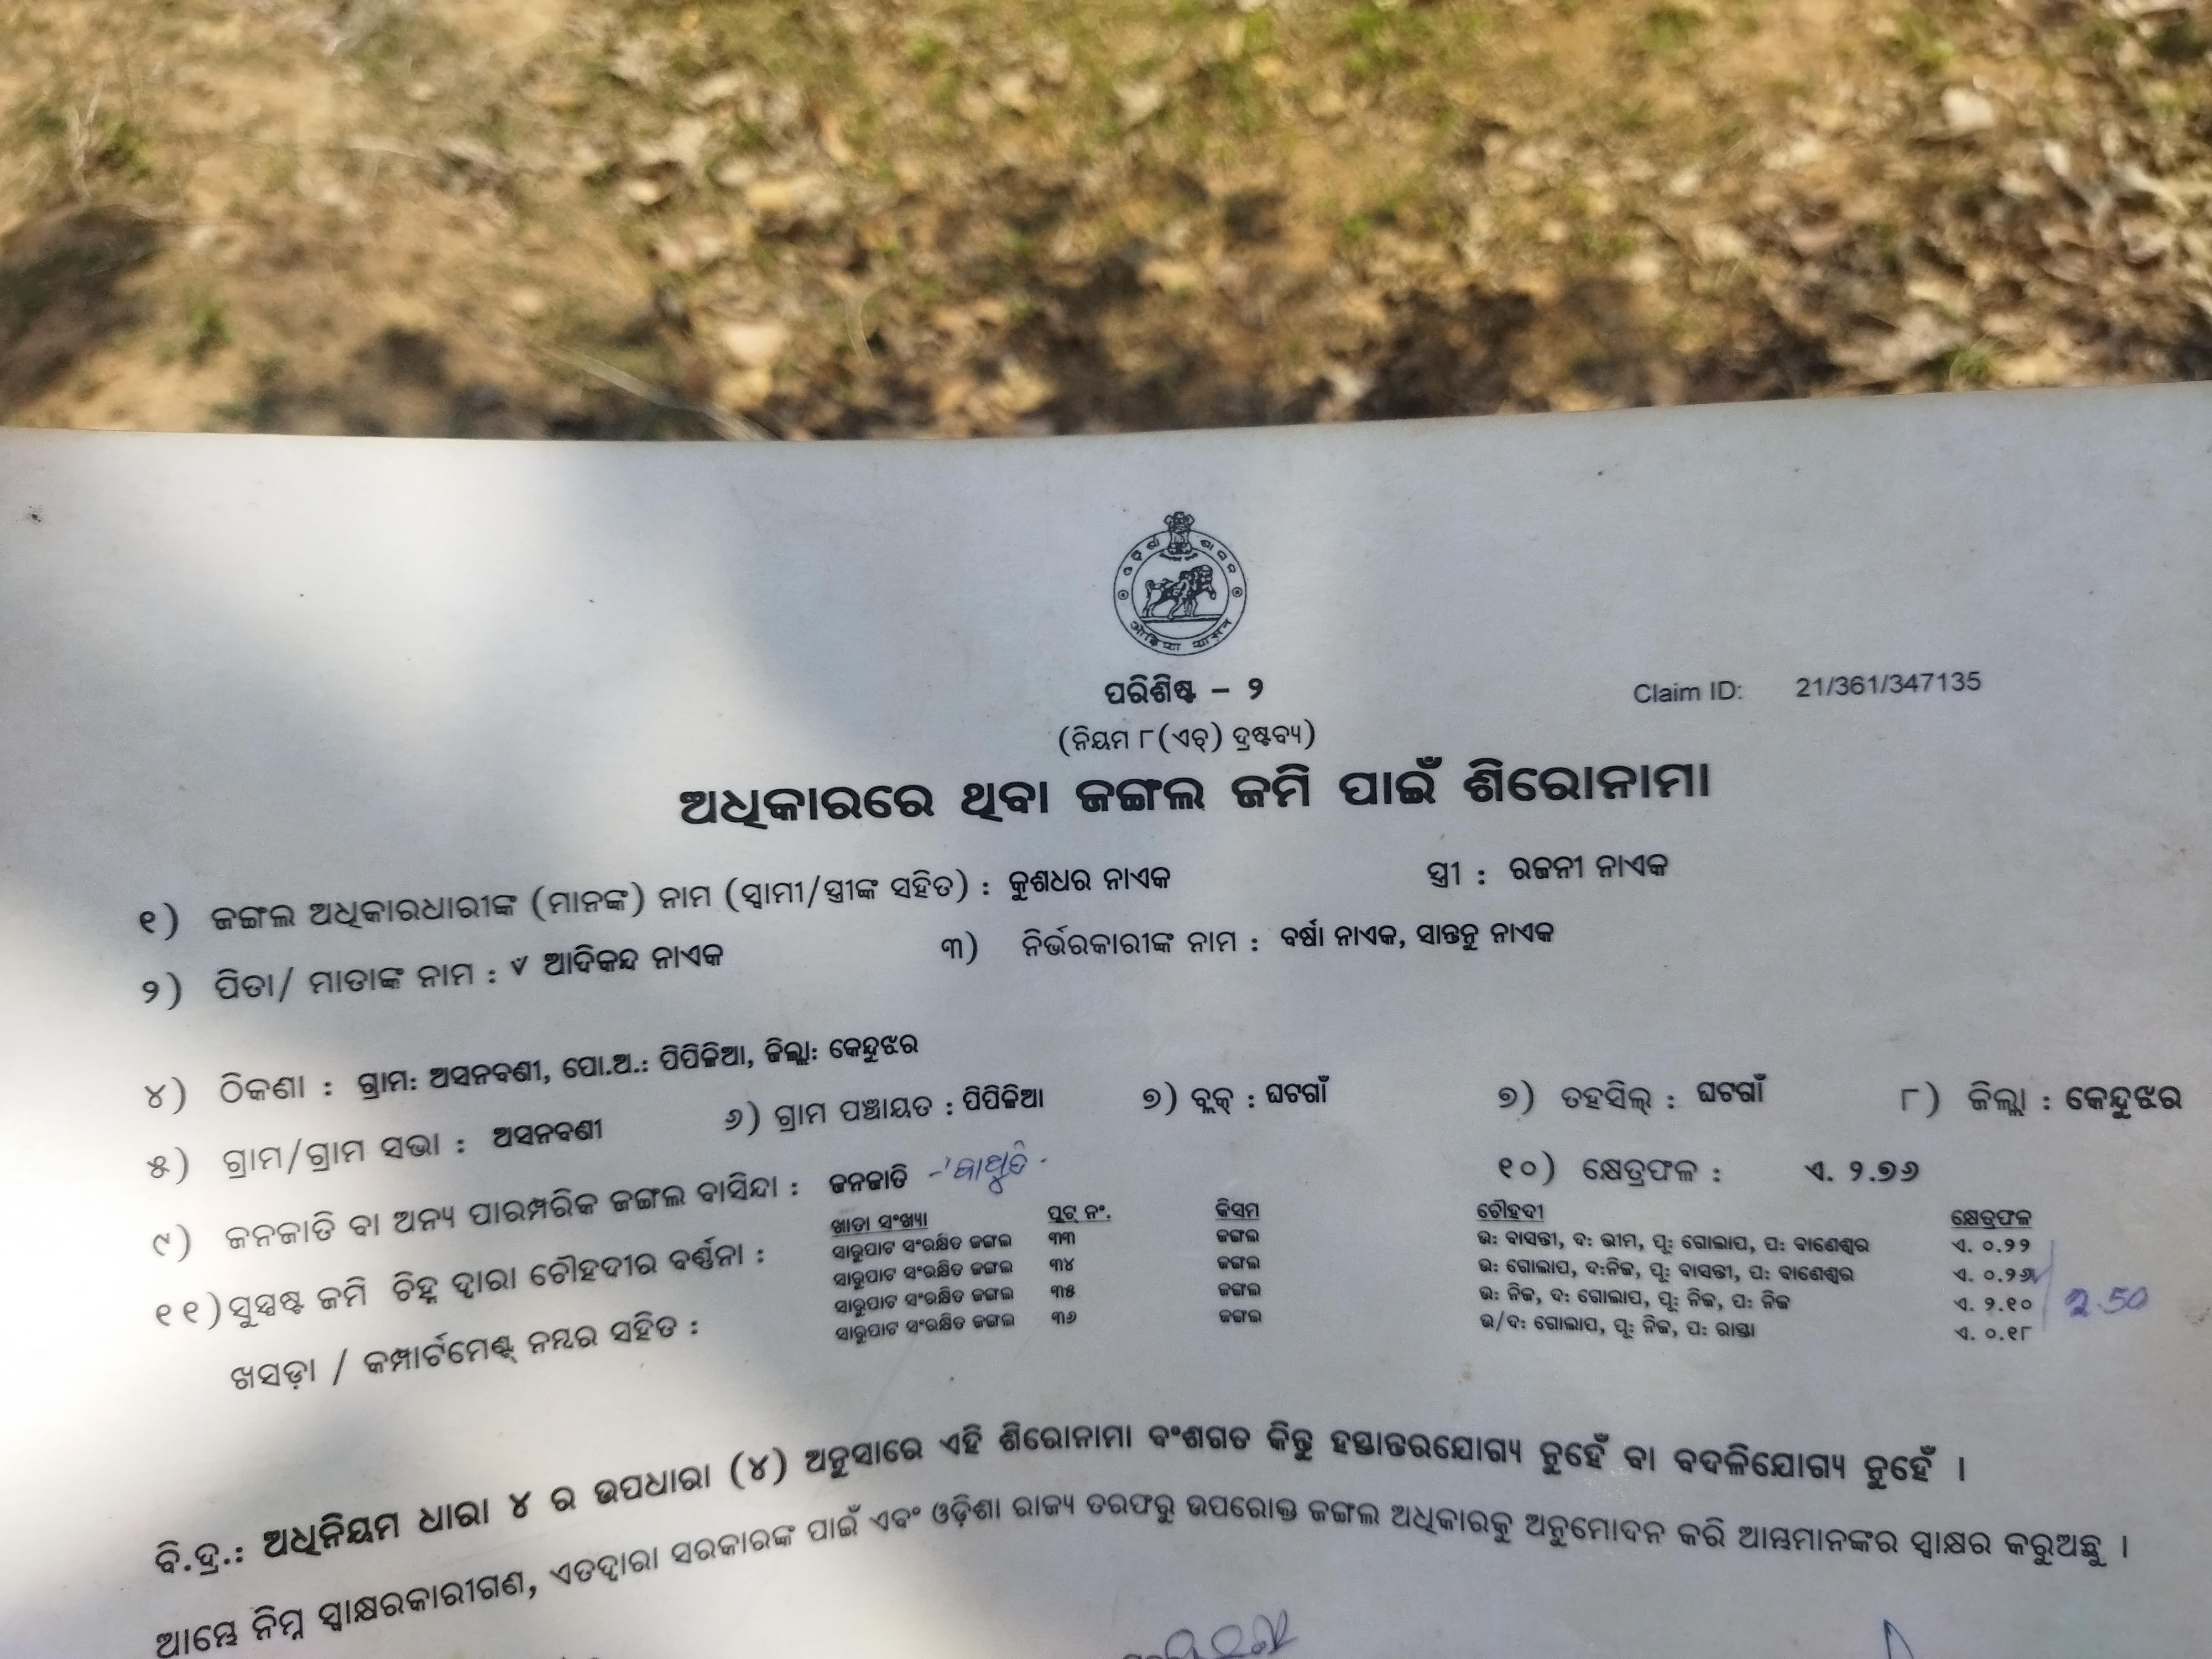 ଓଡ଼ିଶା ଶାସନ
ओड़िशा शासन
ପରିଶିଷ୍ଟ – ୨
Claim ID: 21/361/347135
(ନିୟମ ୮(ଏଚ୍) ଦ୍ରଷ୍ଟବ୍ୟ)
ଅଧିକାରରେ ଥିବା ଜଙ୍ଗଲ ଜମି ପାଇଁ ଶିରୋନାମା
୧) ଜଙ୍ଗଲ ଅଧିକାରଧାରୀଙ୍କ (ମାନଙ୍କ) ନାମ (ସ୍ଵାମୀ/ସ୍ତ୍ରୀଙ୍କ ସହିତ) : କୁଶଧର ନାଏକ ସ୍ତ୍ରୀ : ରଜନୀ ନାଏକ
୨) ପିତା/ ମାତାଙ୍କ ନାମ : ଆଦିକନ୍ଦ ନାଏକ ୩) ନିର୍ଭରକାରୀଙ୍କ ନାମ : ବର୍ଷା ନାଏକ, ସାନ୍ତନୁ ନାଏକ
୪) ଠିକଣା : ଗ୍ରାମ: ଅସନବଣୀ, ପୋ.ଅ.: ପିପିଳିଆ, ଜିଲ୍ଲା: କେନ୍ଦୁଝର
୫) ଗ୍ରାମ/ଗ୍ରାମ ସଭା : ଅସନବଣୀ ୬) ଗ୍ରାମ ପଞ୍ଚାୟତ : ପିପିଳିଆ ୭) ବ୍ଲକ୍ : ଘଟଗାଁ ୭) ତହସିଲ୍ : ଘଟଗାଁ ୮) ଜିଲ୍ଲା : କେନ୍ଦୁଝର
୯) ଜନଜାତି ବା ଅନ୍ୟ ପାରମ୍ପରିକ ଜଙ୍ଗଲ ବାସିନ୍ଦା : ଜନଜାତି ୧୦) କ୍ଷେତ୍ରଫଳ : ଏ. ୨.୭୬
୧୧) ସୁସ୍ପଷ୍ଟ ଜମି ଚିହ୍ନ ଦ୍ଵାରା ଚୌହଦୀର ବର୍ଣ୍ଣନା :
ଖସଡ଼ା / କମ୍ପାର୍ଟମେଣ୍ଟ୍ ନମ୍ବର ସହିତ :
ଖାତା ସଂଖ୍ୟା ପ୍ଲଟ୍ ନଂ. କିସମ ଚୌହଦୀ କ୍ଷେତ୍ରଫଳ
ସାରୁପାଟ ସଂରକ୍ଷିତ ଜଙ୍ଗଲ ୩୩ ଜଙ୍ଗଲ ଉ: ବାସନ୍ତୀ, ଦ: ଭୀମ, ପୂ: ଗୋଲାପ, ପ: ବାଣେଶ୍ଵର ଏ. ୦.୨୨
ସାରୁପାଟ ସଂରକ୍ଷିତ ଜଙ୍ଗଲ ୩୪ ଜଙ୍ଗଲ ଉ: ଗୋଲାପ, ଦ:ନିଜ, ପୂ: ବାସନ୍ତୀ, ପ: ବାଣେଶ୍ଵର ଏ. ୦.୨୬
ସାରୁପାଟ ସଂରକ୍ଷିତ ଜଙ୍ଗଲ ୩୫ ଜଙ୍ଗଲ ଉ: ନିଜ, ଦ: ଗୋଲାପ, ପୂ: ନିଜ, ପ: ନିଜ ଏ. ୨.୧୦ 2.50
ସାରୁପାଟ ସଂରକ୍ଷିତ ଜଙ୍ଗଲ ୩୬ ଜଙ୍ଗଲ ଉ/ଦ: ଗୋଲାପ, ପୂ: ନିଜ, ପ: ରାସ୍ତା ଏ. ୦.୧୮
ବି.ଦ୍ର.: ଅଧିନିୟମ ଧାରା ୪ ର ଉପଧାରା (୪) ଅନୁସାରେ ଏହି ଶିରୋନାମା ବଂଶଗତ କିନ୍ତୁ ହସ୍ତାନ୍ତରଯୋଗ୍ୟ ନୁହେଁ ବା ବଦଳିଯୋଗ୍ୟ ନୁହେଁ ।
ଆମ୍ଭେ ନିମ୍ନ ସ୍ଵାକ୍ଷରକାରୀଗଣ, ଏତଦ୍ଵାରା ସରକାରଙ୍କ ପାଇଁ ଏବଂ ଓଡ଼ିଶା ରାଜ୍ୟ ତରଫରୁ ଉପରୋକ୍ତ ଜଙ୍ଗଲ ଅଧିକାରକୁ ଅନୁମୋଦନ କରି ଆମ୍ଭମାନଙ୍କର ସ୍ଵାକ୍ଷର କରୁଅଛୁ ।